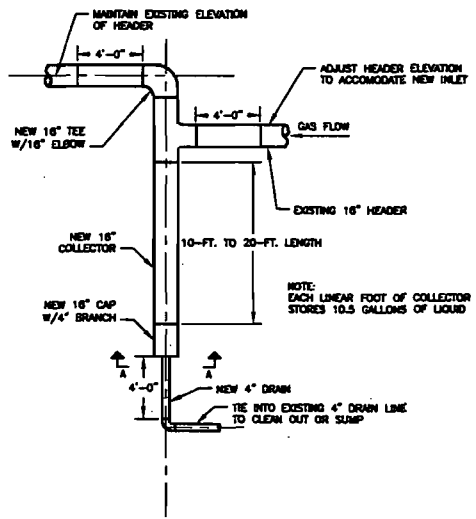 MAINTAIN EXISTING ELEVATION
OF HEADER
4'-0"
ADJUST HEADER ELEVATION
TO ACCOMODATE NEW INLET
4'-0"
GAS FLOW
NEW 16" TEE
W/16" ELBOW
EXISTING 16" HEADER
NEW 16"
COLLECTOR
10-FT. TO 20-FT. LENGTH
NOTE:
EACH LINEAR FOOT OF COLLECTOR
STORES 10.5 GALLONS OF LIQUID
NEW 16" CAP
W/4" BRANCH
A
A
4'-0"
NEW 4" DRAIN
TIE INTO EXISTING 4" DRAIN LINE
TO CLEAN OUT OR SUMP